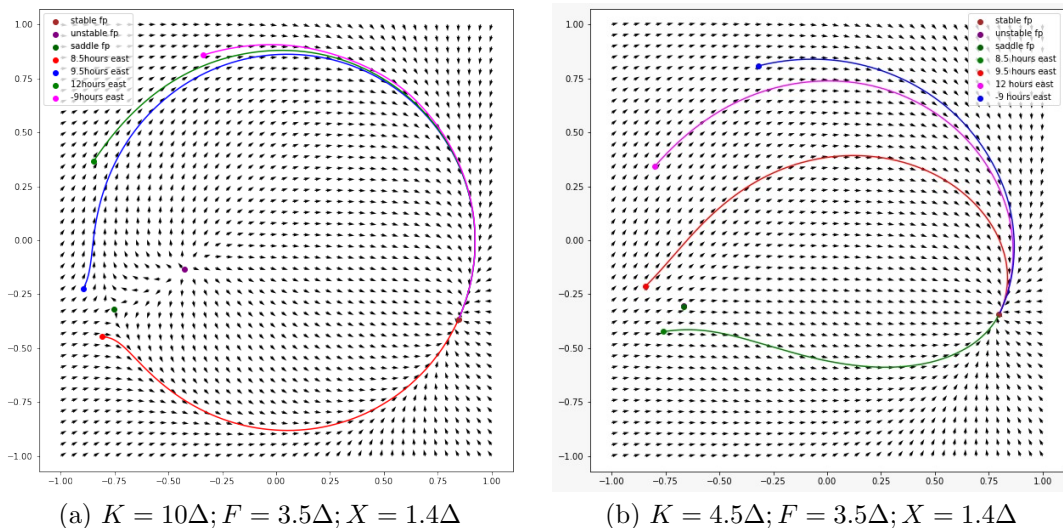 1.00
0.75
0.50
0.25
0.00
−0.25
−0.50
−0.75
−1.00
−1.00 −0.75 −0.50 −0.25 0.00 0.25 0.50 0.75 1.00
stable fp
unstable fp
saddle fp
8.5hours east
9.5hours east
12hours east
-9hours east
(a) K = 10Δ; F = 3.5Δ; X = 1.4Δ
1.00
0.75
0.50
0.25
0.00
−0.25
−0.50
−0.75
−1.00
−1.00 −0.75 −0.50 −0.25 0.00 0.25 0.50 0.75 1.00
stable fp
unstable fp
saddle fp
8.5 hours east
9.5 hours east
12 hours east
-9 hours east
(b) K = 4.5Δ; F = 3.5Δ; X = 1.4Δ